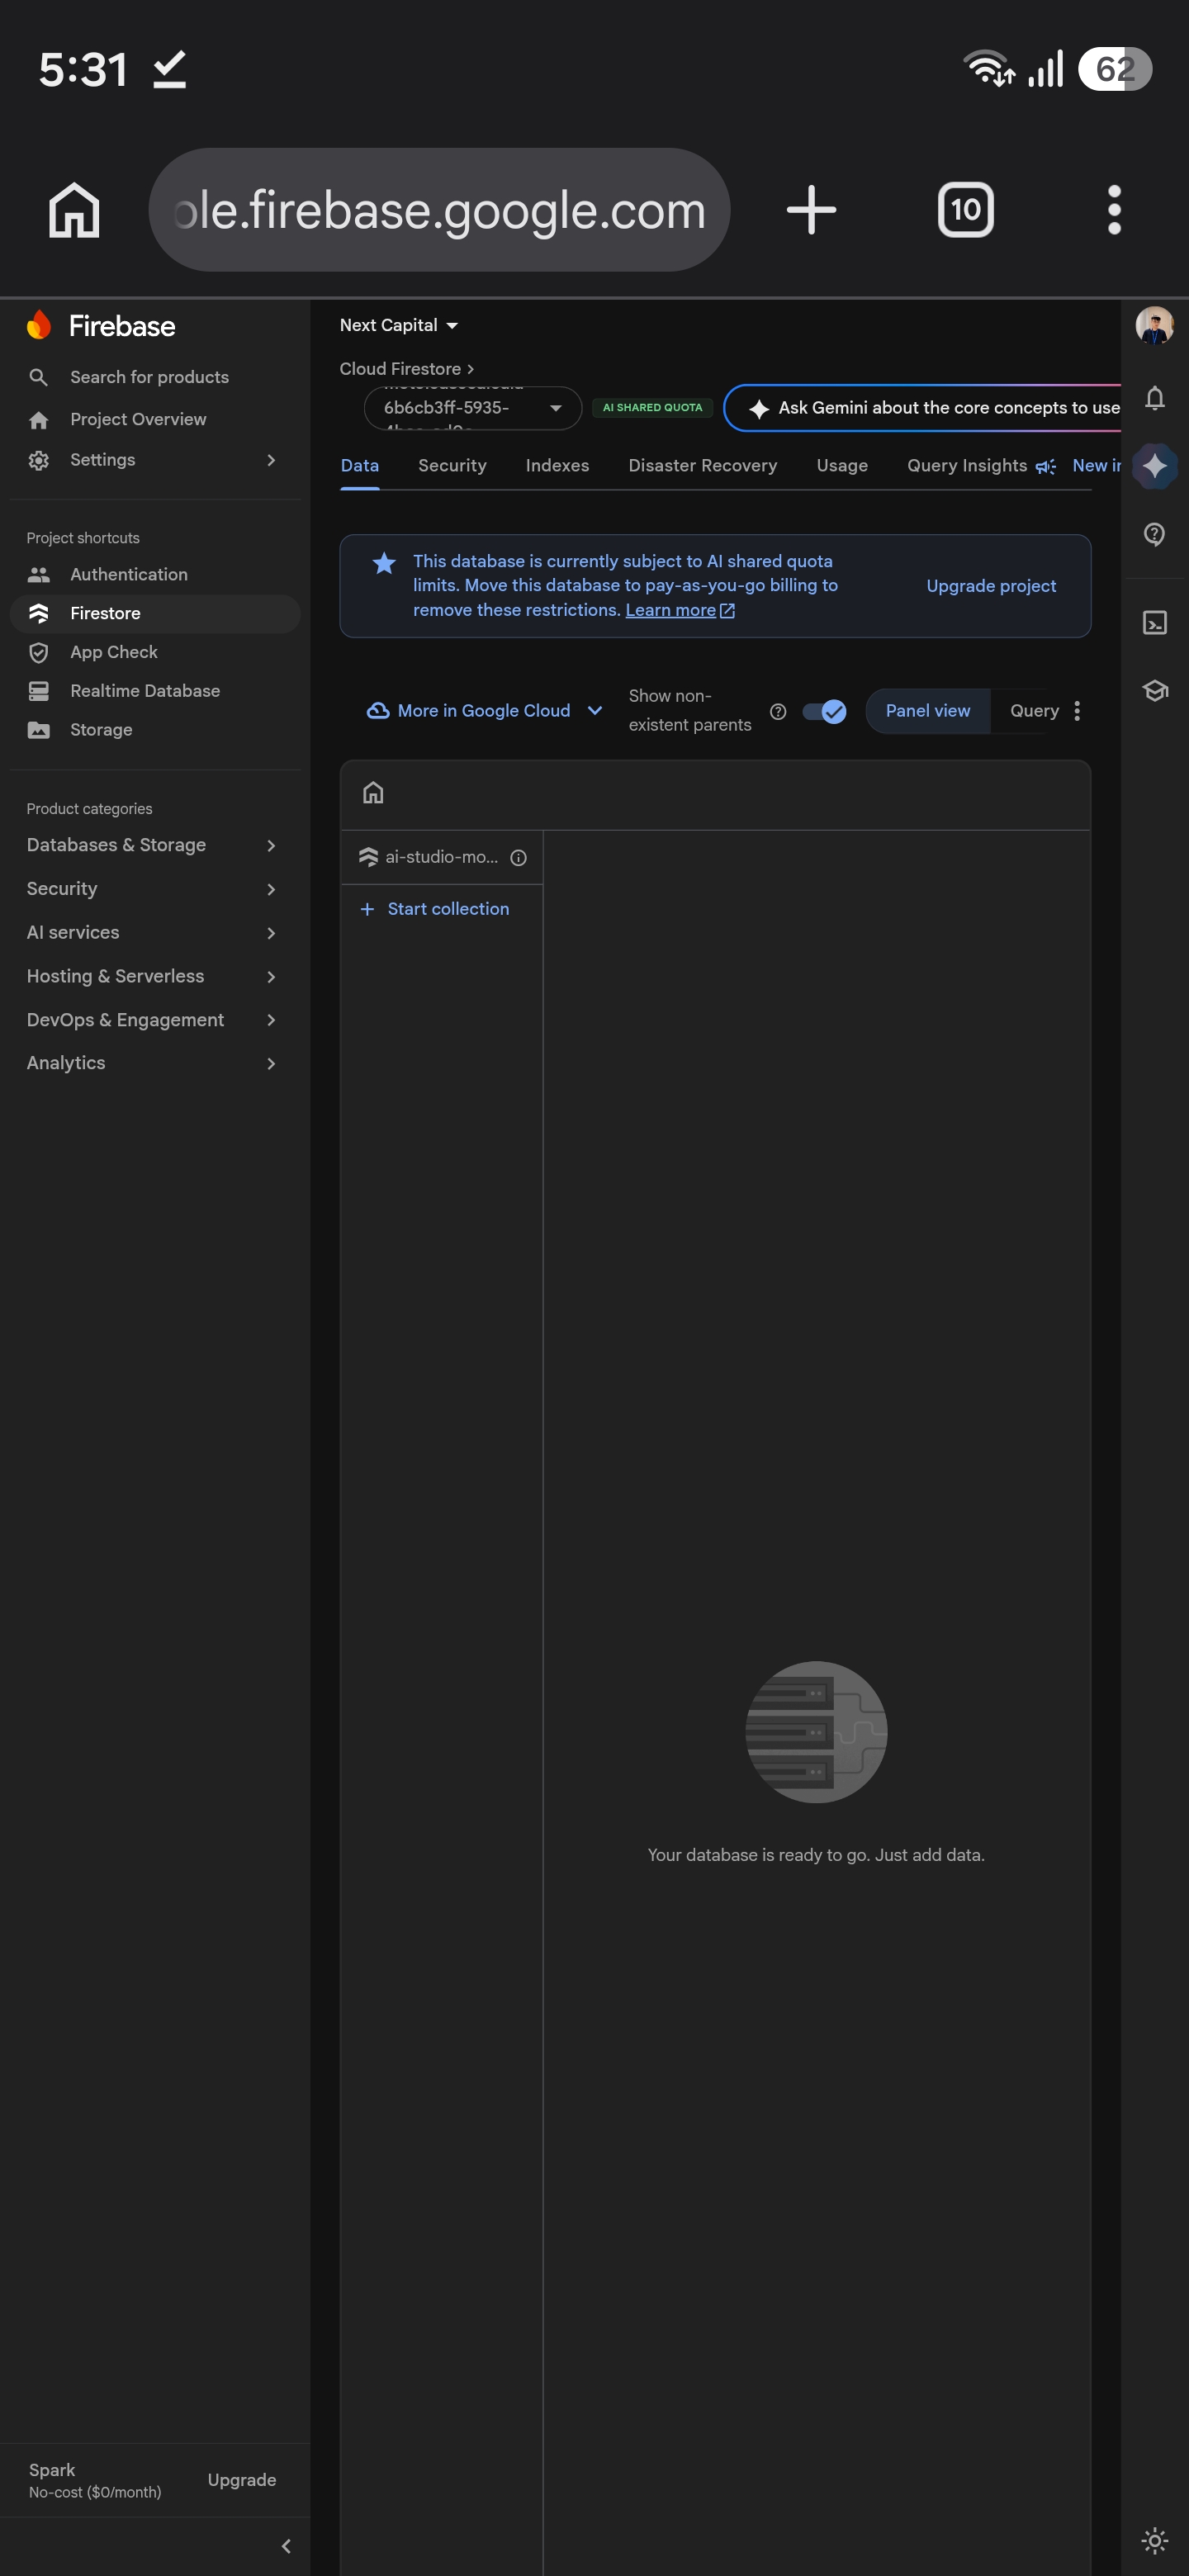 5:31
62
ole.firebase.google.com
10
Firebase
Search for products
Project Overview
Settings
Project shortcuts
Authentication
Firestore
App Check
Realtime Database
Storage
Product categories
Databases & Storage
Security
AI services
Hosting & Serverless
DevOps & Engagement
Analytics
Spark
No-cost ($0/month)
Upgrade
Next Capital
Cloud Firestore
6b6cb3ff-5935-
AI SHARED QUOTA
Ask Gemini about the core concepts to use
Data Security Indexes Disaster Recovery Usage Query Insights New in
This database is currently subject to AI shared quota
limits. Move this database to pay-as-you-go billing to
remove these restrictions. Learn more
Upgrade project
More in Google Cloud
Show non-
existent parents
Panel view
Query
ai-studio-mo...
+ Start collection
Your database is ready to go. Just add data.